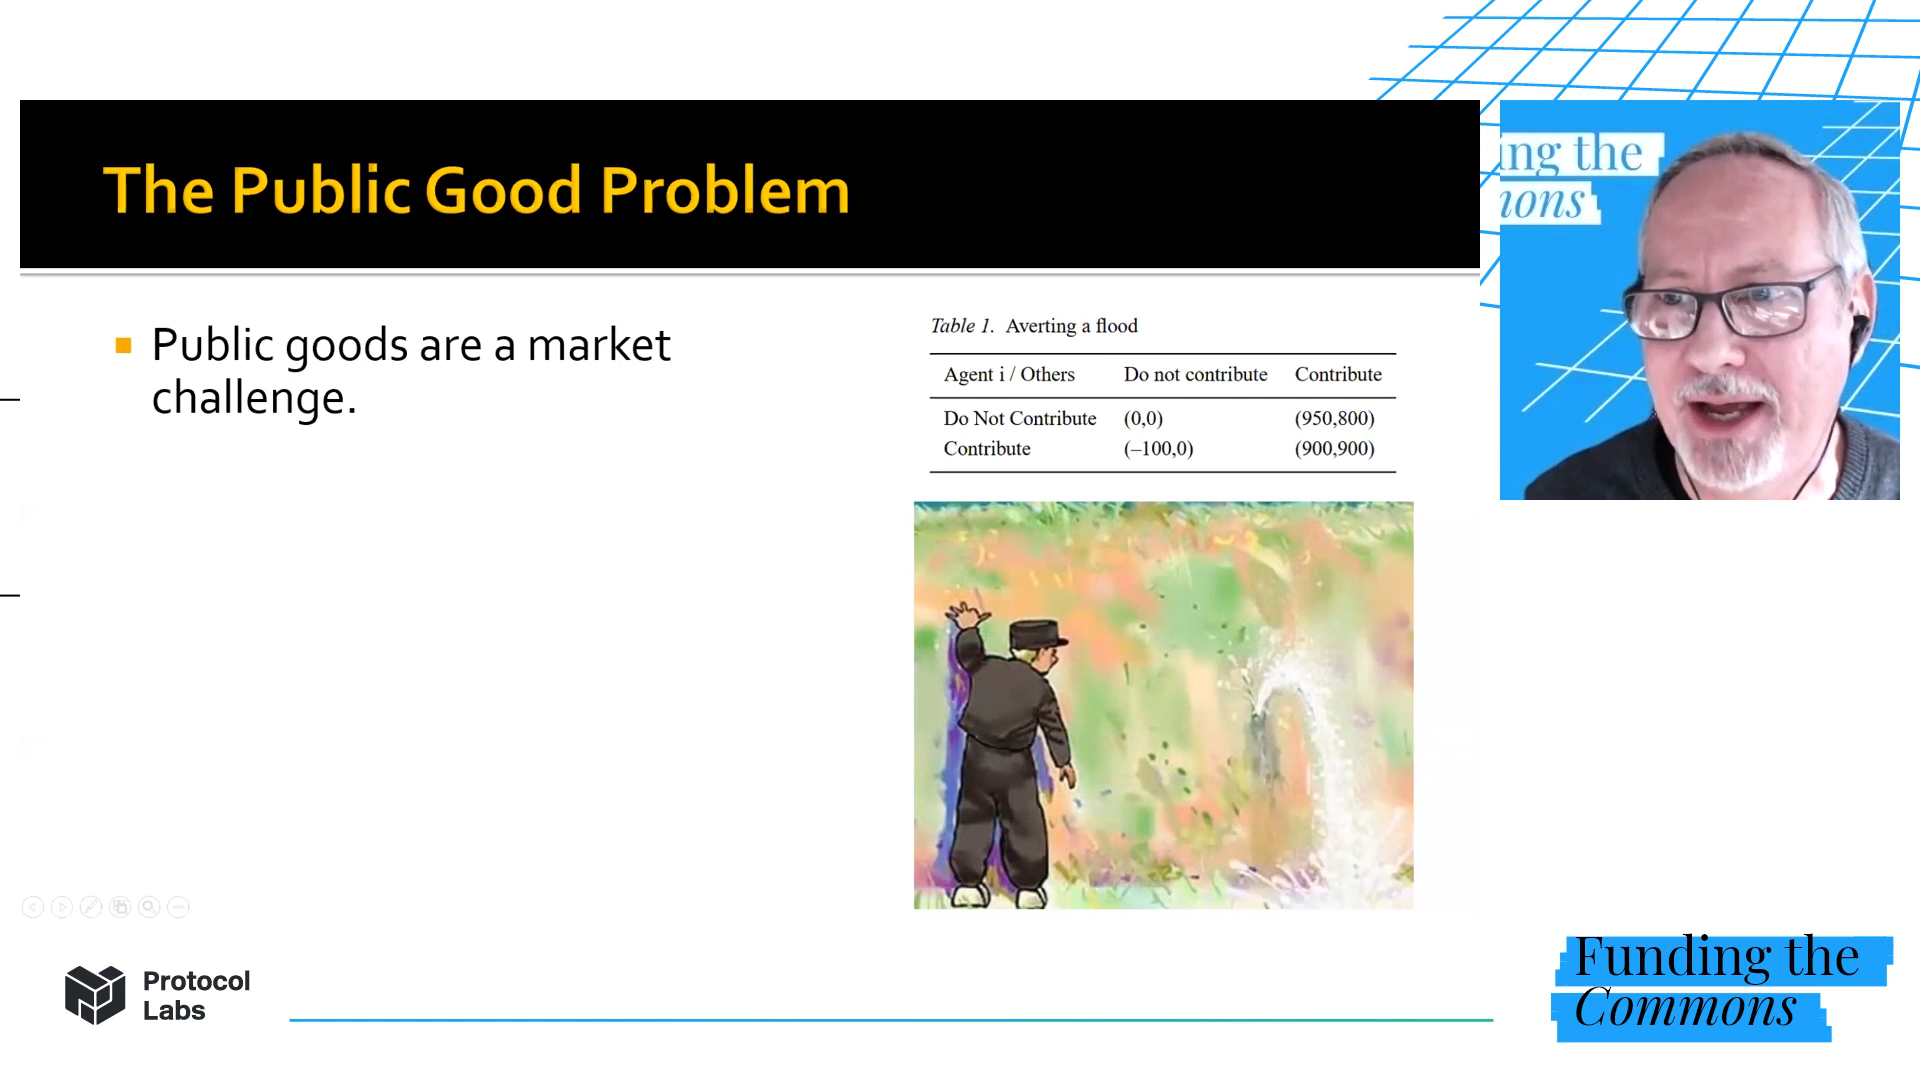 The Public Good Problem
ing the
ions
Public goods are a market
challenge.
Table 1. Averting a flood
Agent i / Others Do not contribute Contribute
Do Not Contribute (0,0) (950,800)
Contribute (–100,0) (900,900)
Protocol
Labs
Funding the
Commons